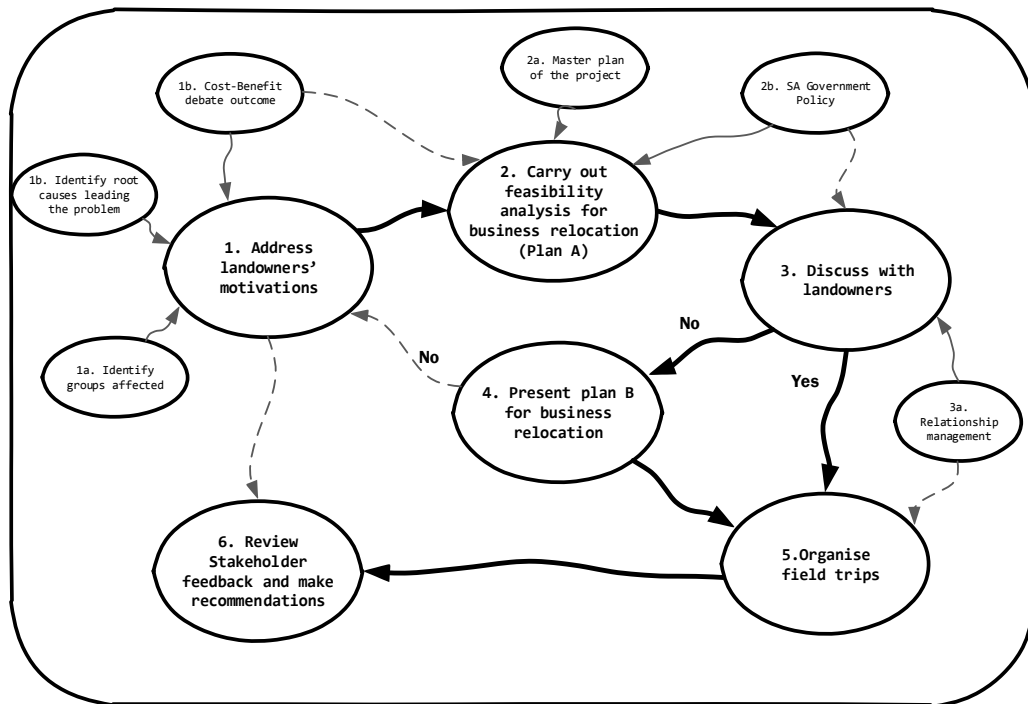 1b. Cost-Benefit
debate outcome
2a. Master plan
of the project
2b. SA Government
Policy
1b. Identify root
causes leading
the problem
2. Carry out
feasibility
analysis for
business relocation
(Plan A)
1. Address
landowners’
motivations
3. Discuss with
landowners
1a. Identify
groups affected
No
No
Yes
4. Present plan B
for business
relocation
3a.
Relationship
management
6. Review
Stakeholder
feedback and make
recommendations
5.Organise
field trips